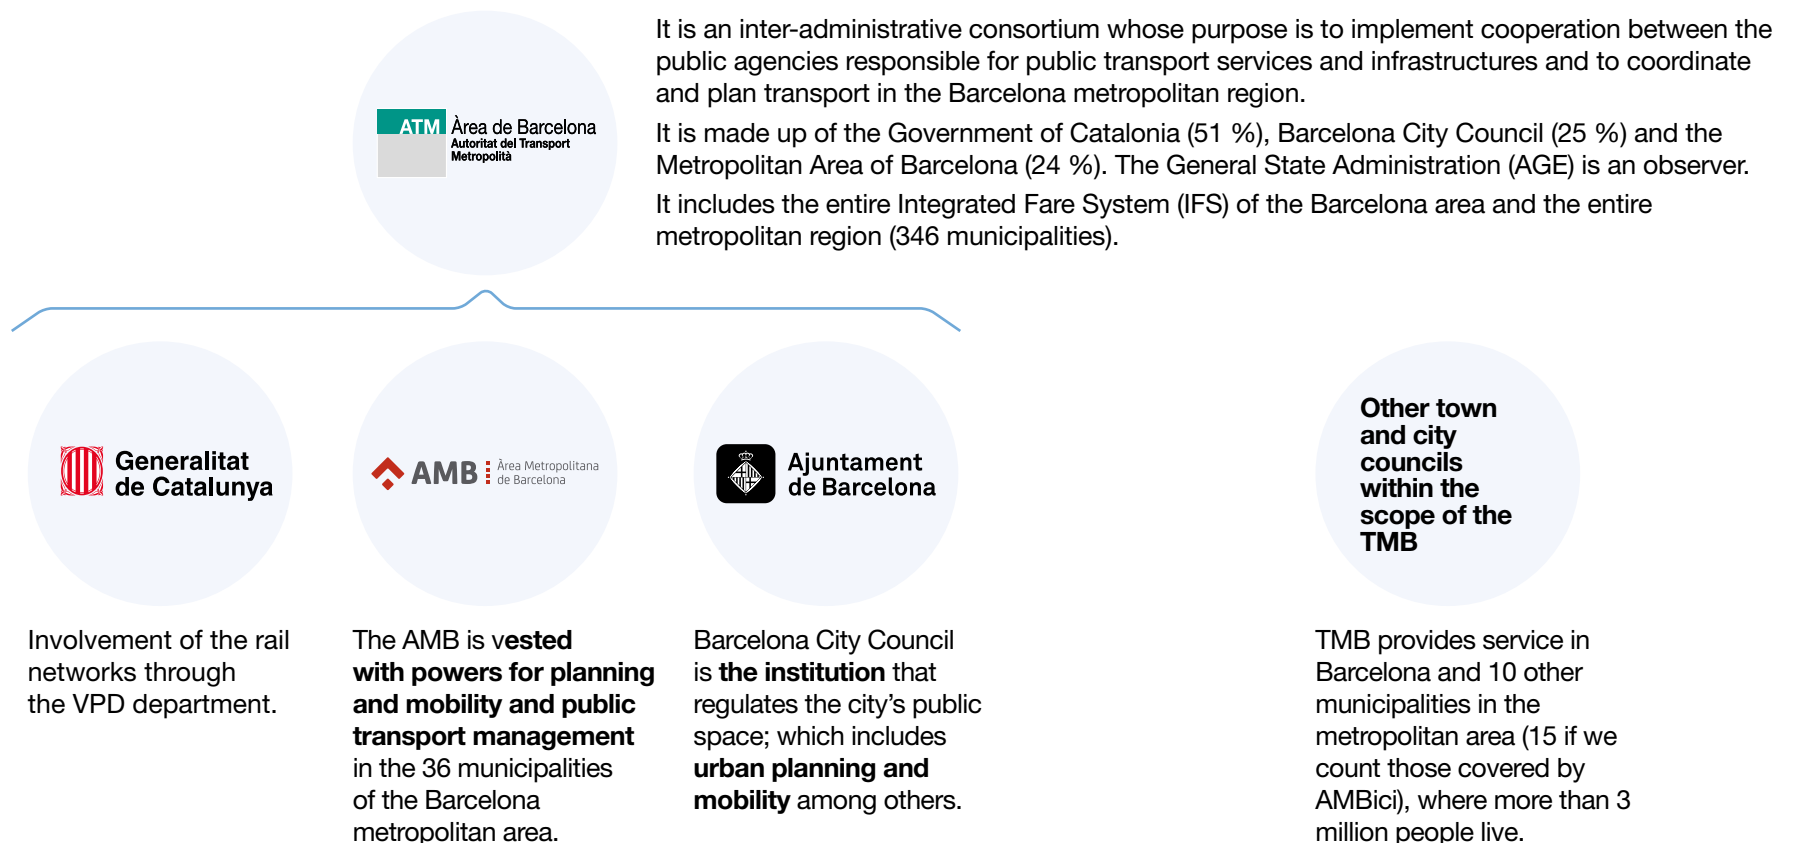 ATM
Àrea de Barcelona
Autoritat del Transport
Metropolità
It is an inter-administrative consortium whose purpose is to implement cooperation between the
public agencies responsible for public transport services and infrastructures and to coordinate
and plan transport in the Barcelona metropolitan region.
It is made up of the Government of Catalonia (51 %), Barcelona City Council (25 %) and the
Metropolitan Area of Barcelona (24 %). The General State Administration (AGE) is an observer.
It includes the entire Integrated Fare System (IFS) of the Barcelona area and the entire
metropolitan region (346 municipalities).
Generalitat
de Catalunya
Involvement of the rail
networks through
the VPD department.
AMB
Àrea Metropolitana
de Barcelona
The AMB is vested
with powers for planning
and mobility and public
transport management
in the 36 municipalities
of the Barcelona
metropolitan area.
Ajuntament
de Barcelona
Barcelona City Council
is the institution that
regulates the city’s public
space; which includes
urban planning and
mobility among others.
Other town
and city
councils
within the
scope of the
TMB
TMB provides service in
Barcelona and 10 other
municipalities in the
metropolitan area (15 if we
count those covered by
AMBici), where more than 3
million people live.